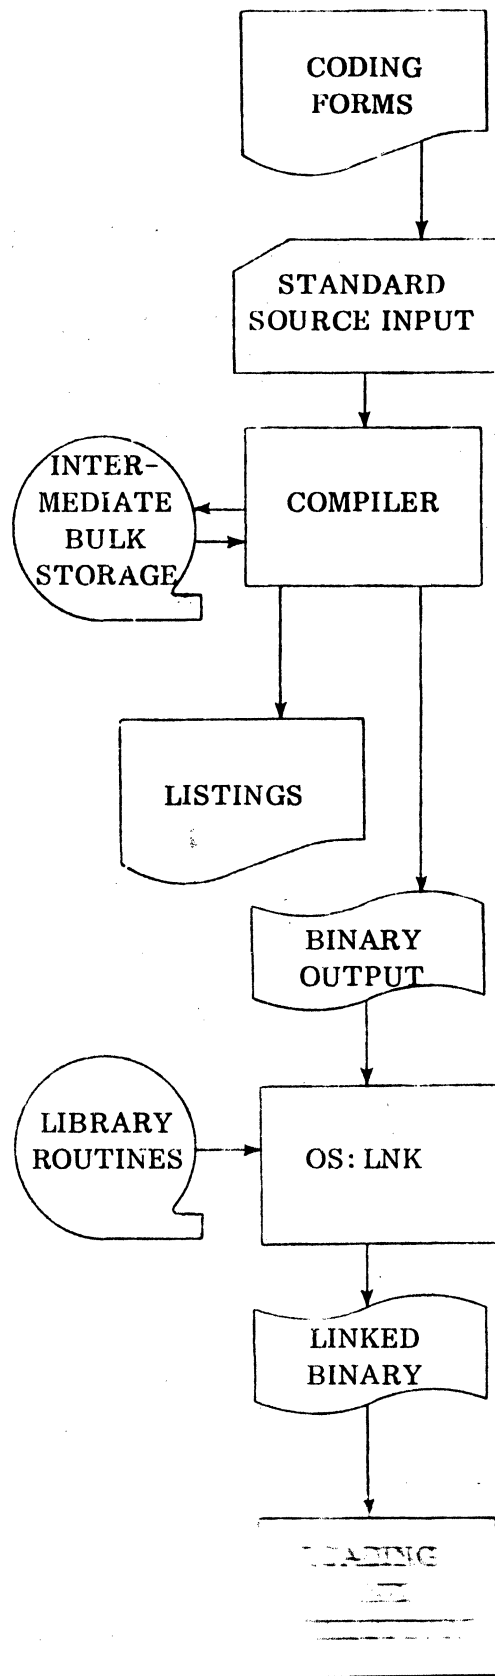 CODING
FORMS
STANDARD
SOURCE INPUT
INTER-
MEDIATE
BULK
STORAGE
COMPILER
LISTINGS
BINARY
OUTPUT
LIBRARY
ROUTINES
OS: LNK
LINKED
BINARY
LOADING